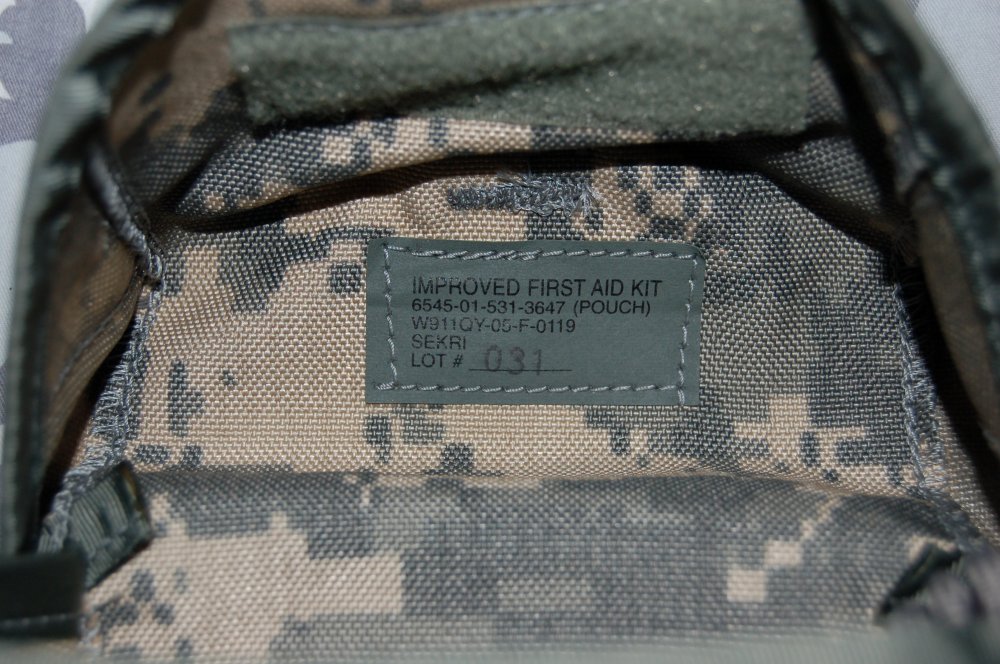 IMPROVED FIRST AID KIT
6545-01-531-3647 (POUCH)
W911QY-05-F-0119
SEKRI
LOT # 031